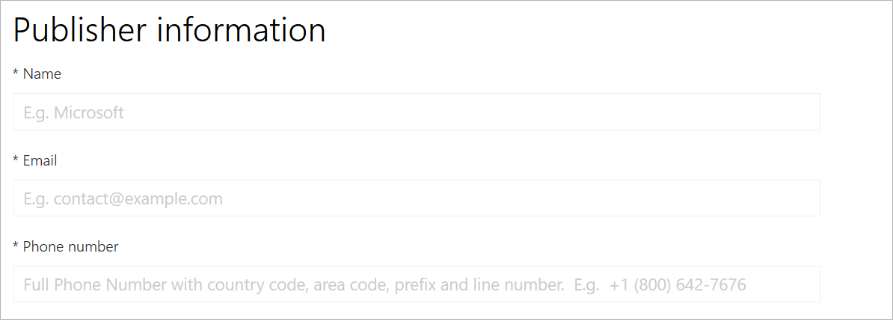 Publisher information
* Name
E.g. Microsoft
* Email
E.g. contact@example.com
* Phone number
Full Phone Number with country code, area code, prefix and line number.  E.g.  +1 (800) 642-7676